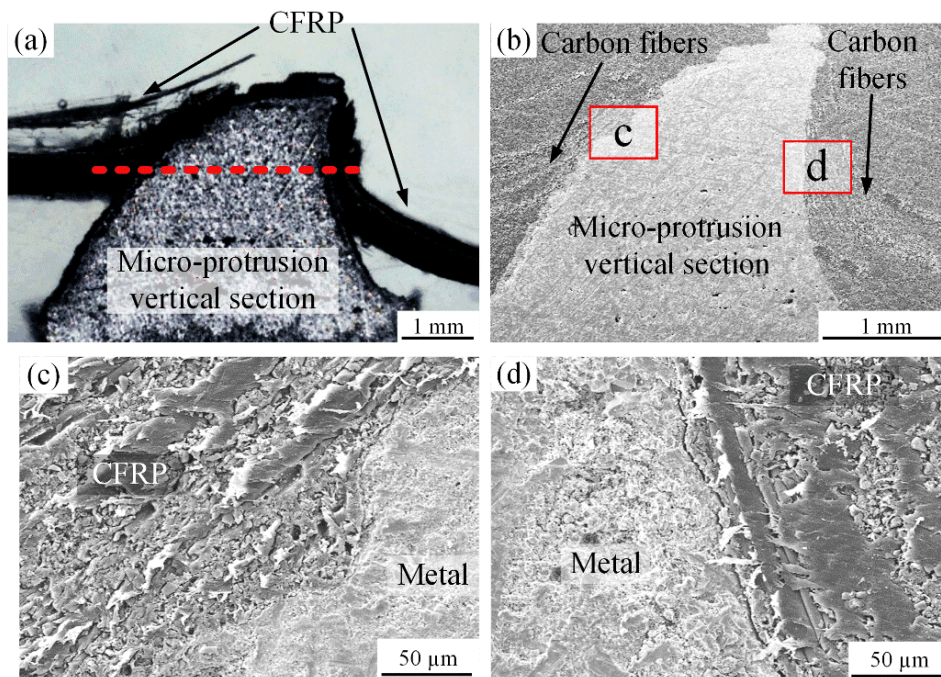 (a)
CFRP
Micro-protrusion
vertical section
1 mm
(b)
Carbon fibers
Carbon
fibers
c
d
Micro-protrusion
vertical section
1 mm
(c)
CFRP
Metal
50 µm
(d)
CFRP
Metal
50 µm